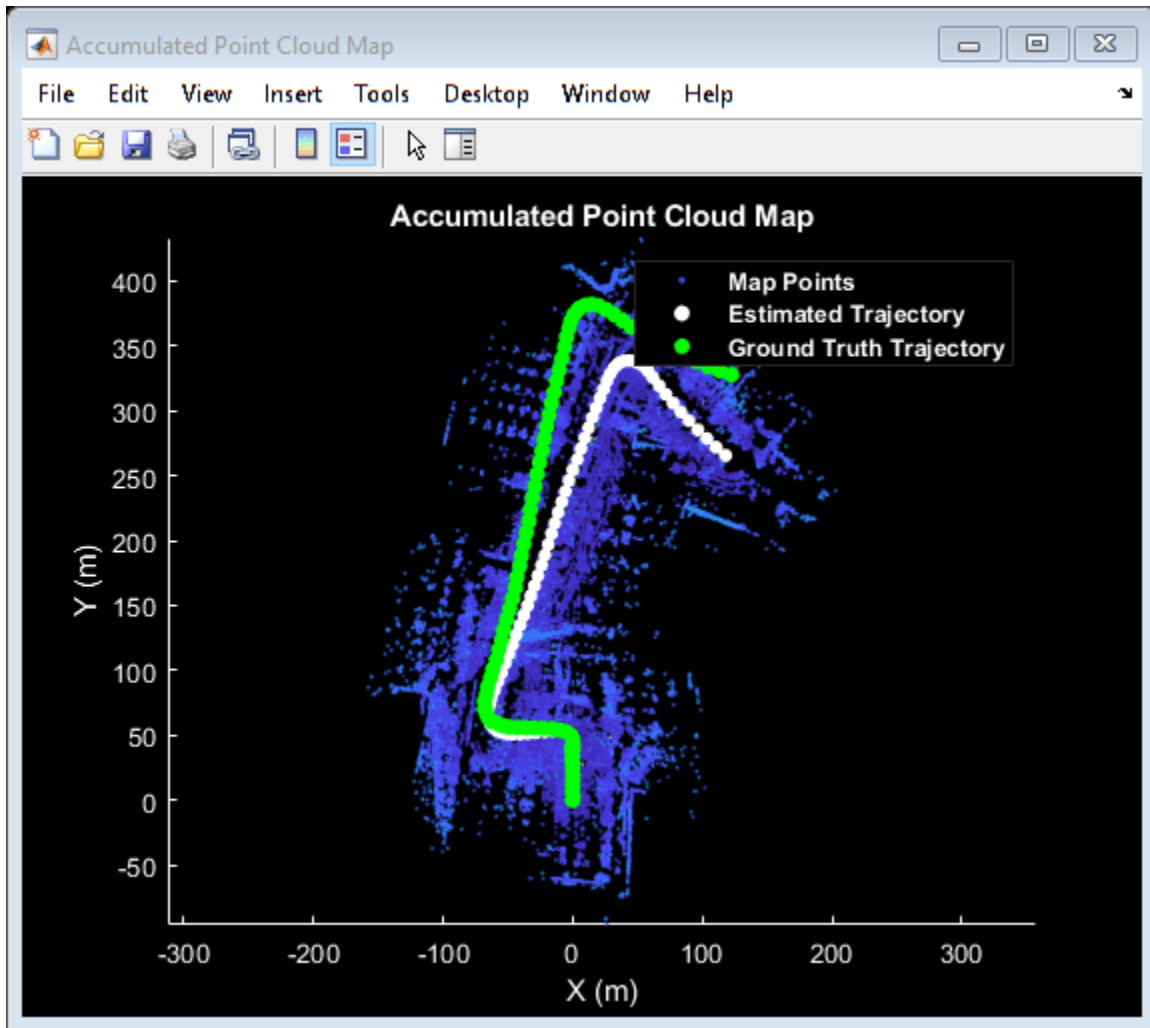 Accumulated Point Cloud Map
File Edit View Insert Tools Desktop Window Help
Accumulated Point Cloud Map
Map Points
Estimated Trajectory
Ground Truth Trajectory
400
350
300
250
200
150
100
50
0
-50
Y (m)
-300 -200 -100 0 100 200 300
X (m)